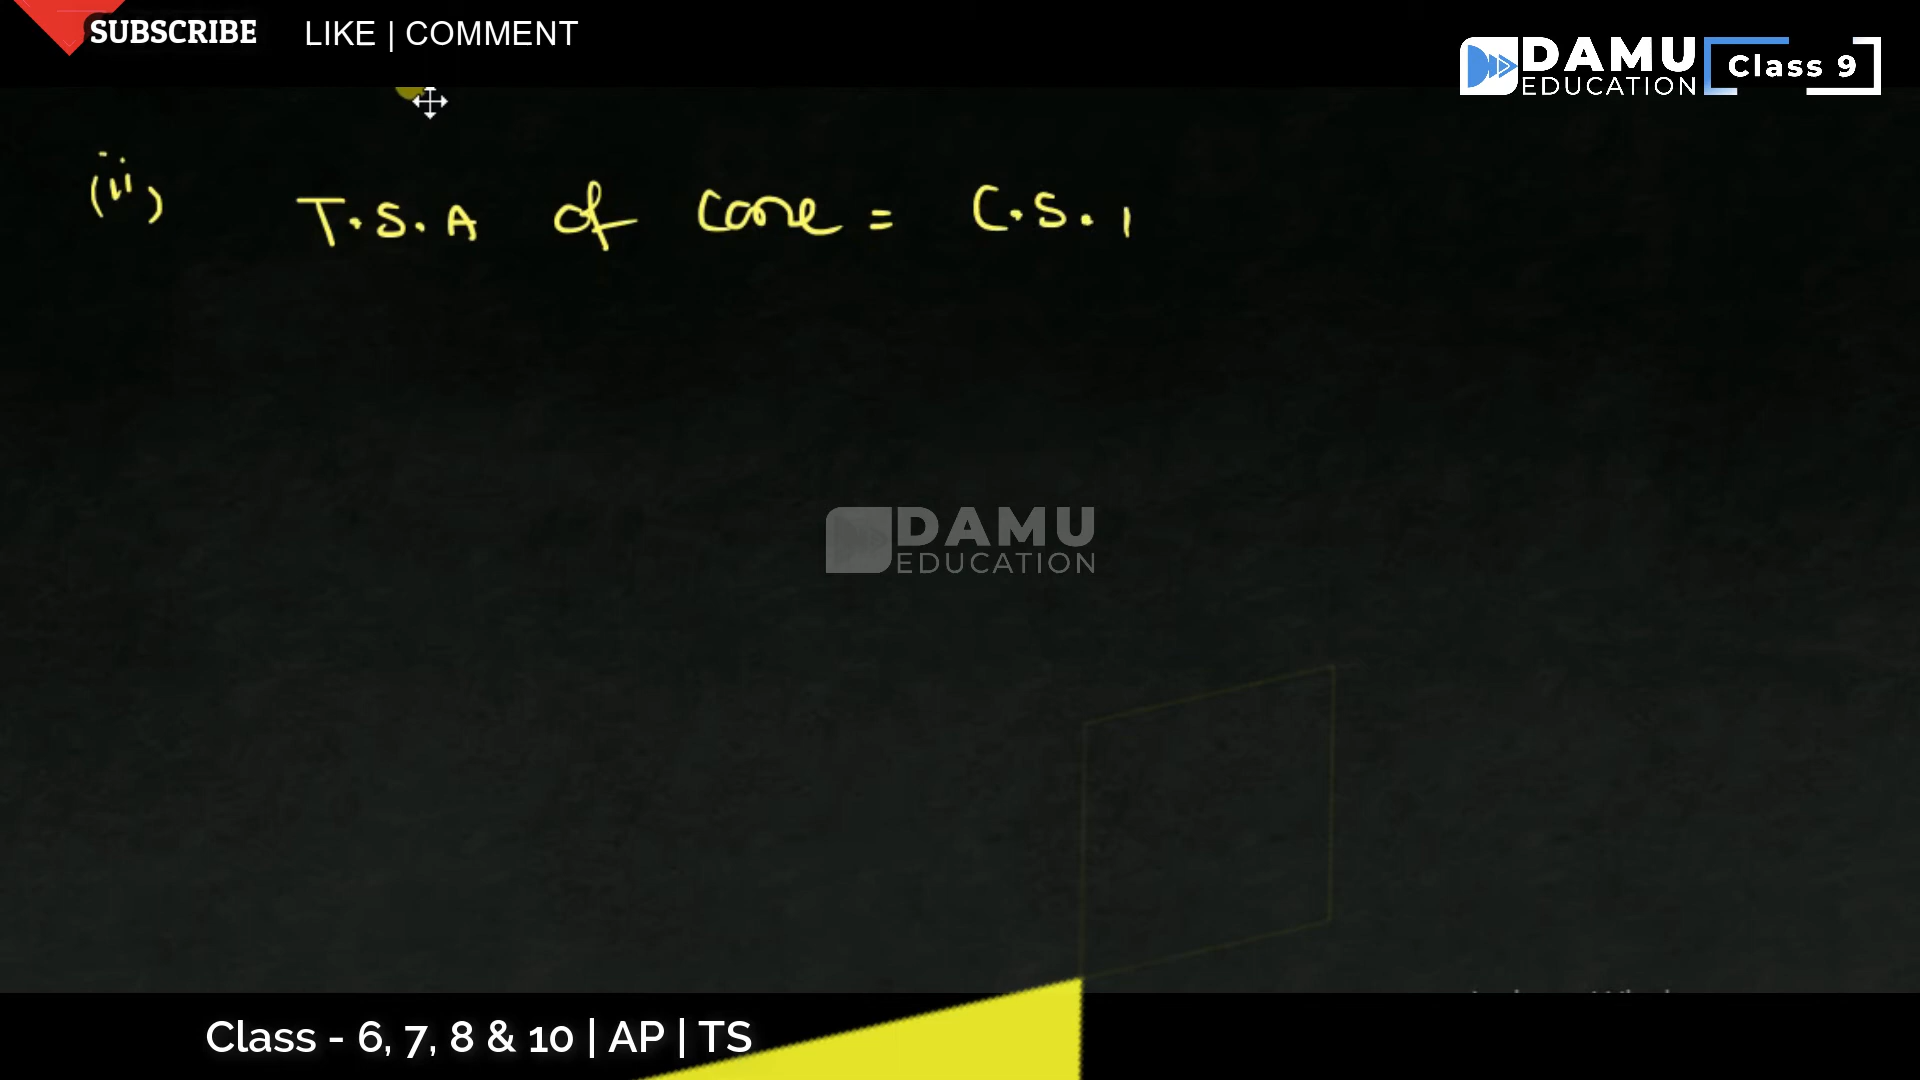 SUBSCRIBE LIKE | COMMENT
DAMU
EDUCATION
Class 9
(ii) T.S.A of cone = C.S.
DAMU
EDUCATION
Class - 6, 7, 8 & 10 | AP | TS